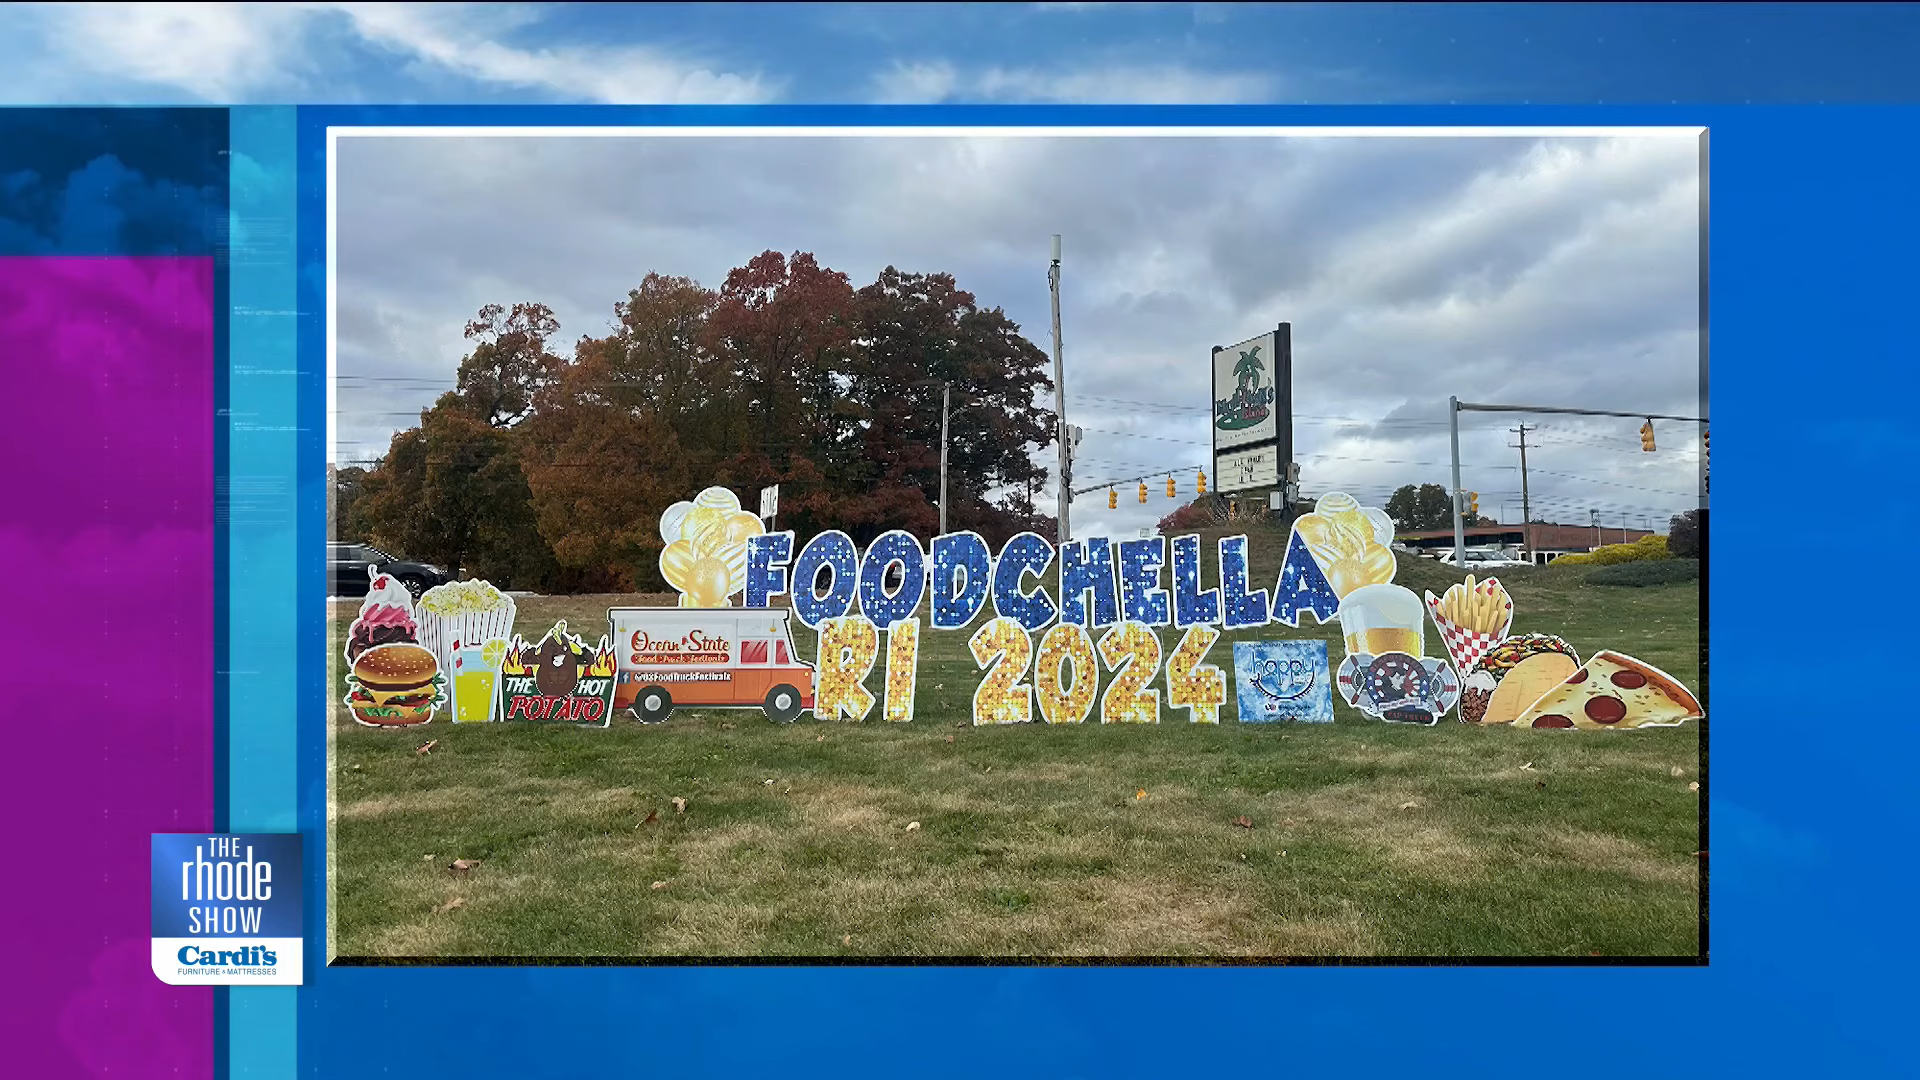 FOODCHELLA
RI 2024
Ocean State
Food Truck Festivals
@OSFoodTruckFestivals
THE HOT
POTATO
happy
THE
rhode
SHOW
Cardi's
FURNITURE & MATTRESSES